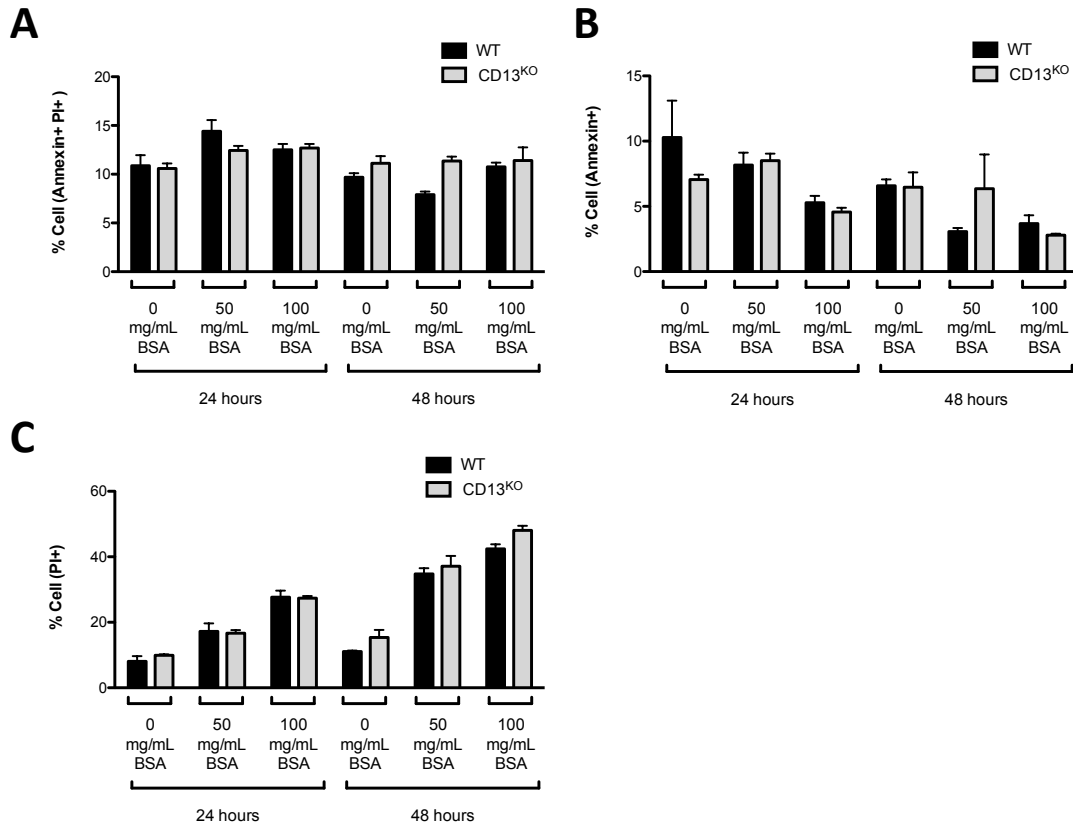 A
WT
CD13KO
% Cell (Annexin+ PI+)
20
15
10
5
0
0
mg/mL
BSA
50
mg/mL
BSA
100
mg/mL
BSA
0
mg/mL
BSA
50
mg/mL
BSA
100
mg/mL
BSA
24 hours
48 hours
B
WT
CD13KO
% Cell (Annexin+)
15
10
5
0
0
mg/mL
BSA
50
mg/mL
BSA
100
mg/mL
BSA
0
mg/mL
BSA
50
mg/mL
BSA
100
mg/mL
BSA
24 hours
48 hours
C
WT
CD13KO
% Cell (PI+)
60
40
20
0
0
mg/mL
BSA
50
mg/mL
BSA
100
mg/mL
BSA
0
mg/mL
BSA
50
mg/mL
BSA
100
mg/mL
BSA
24 hours
48 hours